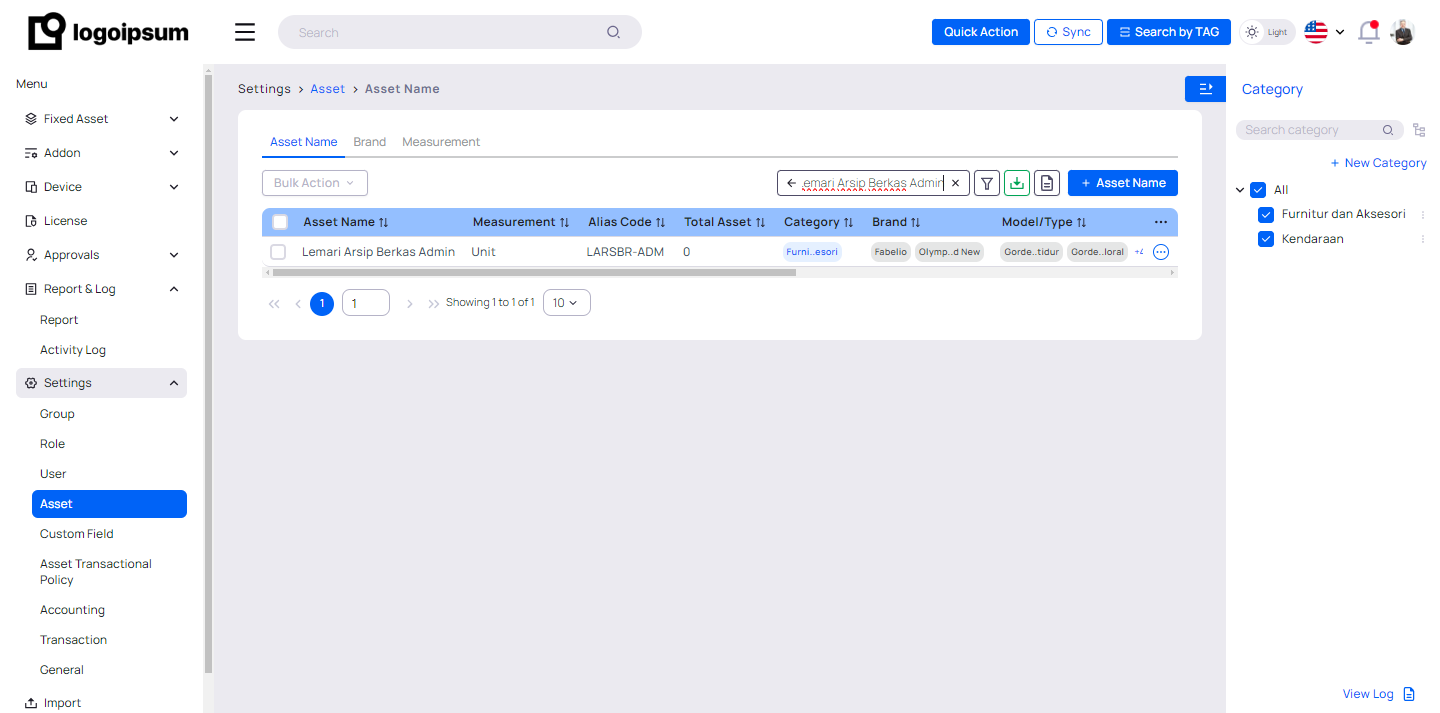 logoipsum
Search
Quick Action
Sync
Search by TAG
Light
Menu
Fixed Asset
Addon
Device
License
Approvals
Report & Log
Report
Activity Log
Settings
Group
Role
User
Asset
Custom Field
Asset Transactional
Policy
Accounting
Transaction
General
Import
Settings > Asset > Asset Name
Asset Name Brand Measurement
Bulk Action
emari Arsip Berkas Admin
+ Asset Name
Asset Name Measurement Alias Code Total Asset Category Brand Model/Type
Lemari Arsip Berkas Admin Unit LARSBR-ADM 0 Furni..esori Fabelio Olymp..d New Gorde..tidur Gorde..loral +4
1 1 Showing 1 to 1 of 1 10
Category
Search category
+ New Category
All
Furnitur dan Aksesori
Kendaraan
View Log